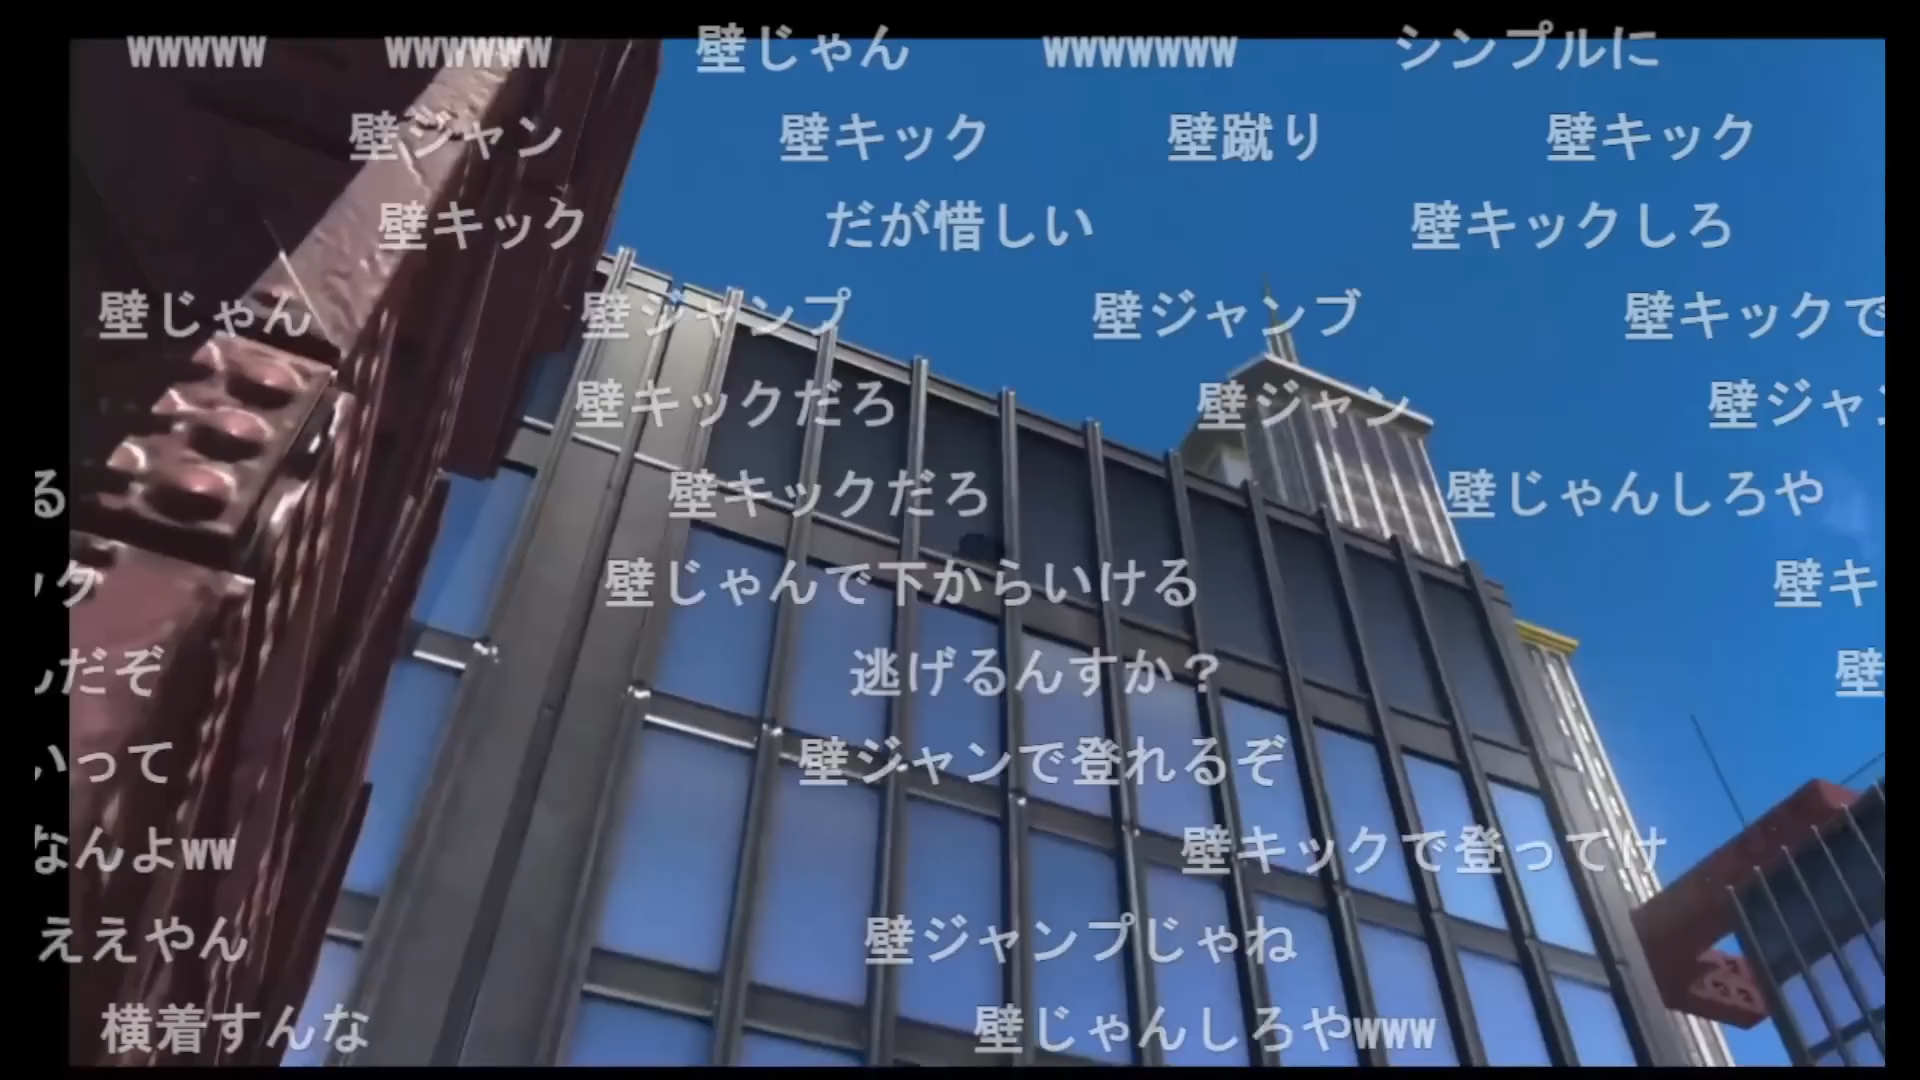 wwwww wwwwww 壁じゃん wwwwwww シンプルに
壁ジャン 壁キック 壁蹴り 壁キック
壁キック だが惜しい 壁キックしろ
壁じゃん 壁ジャンプ 壁ジャンプ 壁キックで
壁キックだろ 壁ジャン 壁ジャン
る 壁キックだろ 壁じゃんしろや
ック 壁じゃんで下からいける 壁キ
んだぞ 逃げるんすか？ 壁
いって 壁ジャンで登れるぞ
なんよww 壁キックで登ってけ
ええやん 壁ジャンプじゃね
横着すんな 壁じゃんしろやwww